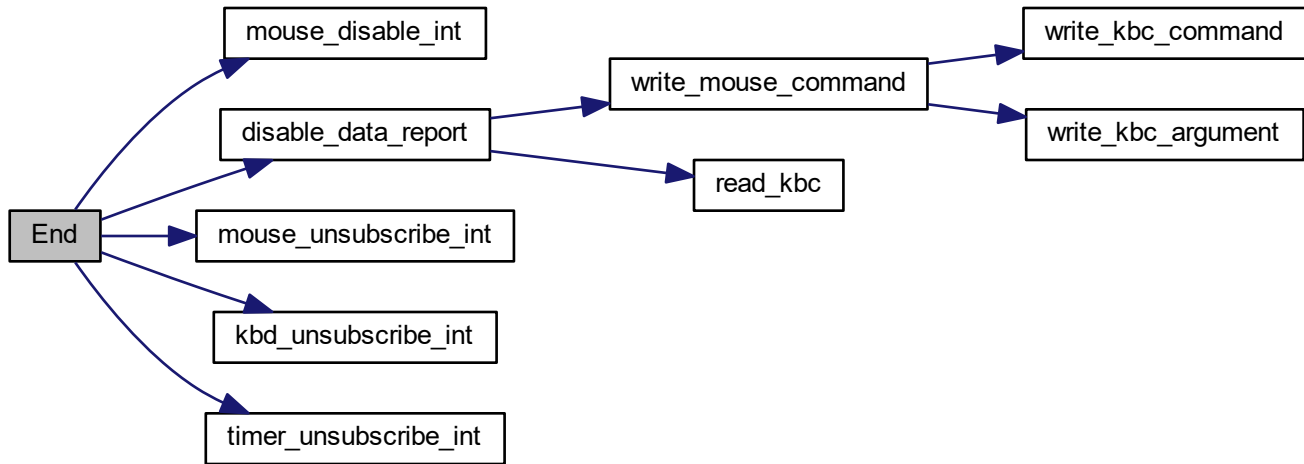 mouse_disable_int
write_kbc_command
write_mouse_command
disable_data_report
write_kbc_argument
read_kbc
End
mouse_unsubscribe_int
kbd_unsubscribe_int
timer_unsubscribe_int